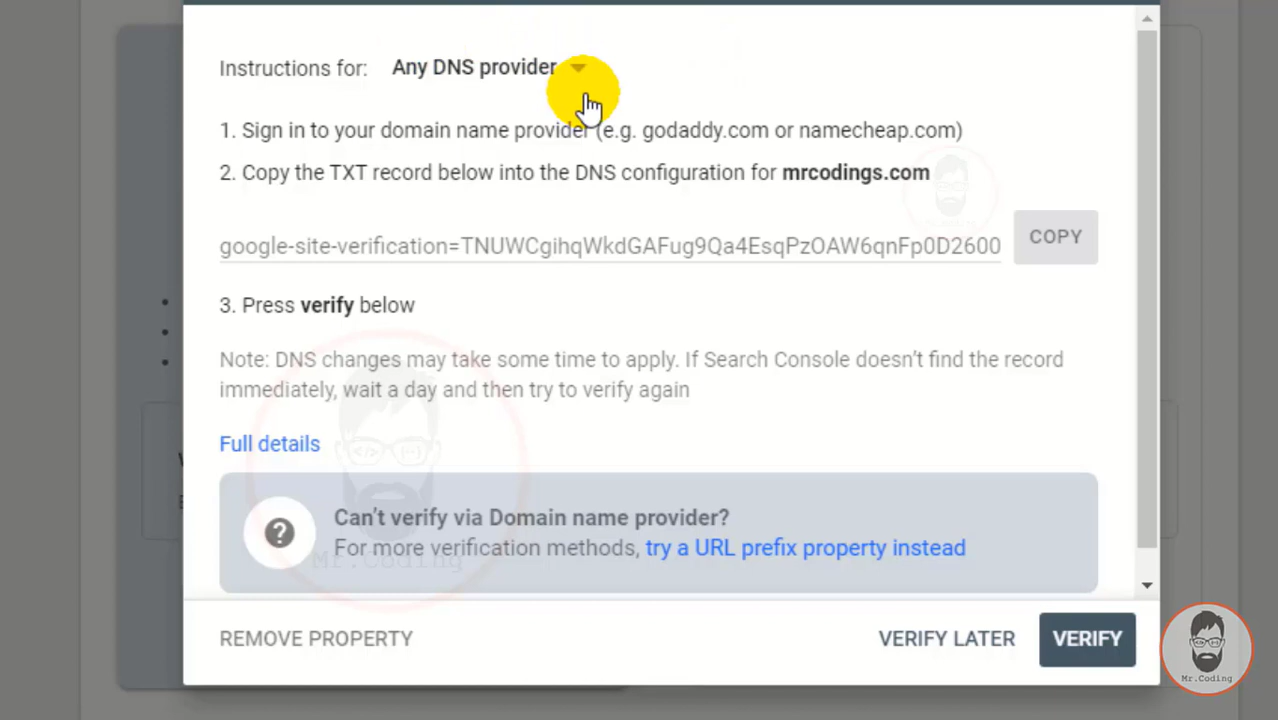 Instructions for: Any DNS provider
1. Sign in to your domain name provider (e.g. godaddy.com or namecheap.com)
2. Copy the TXT record below into the DNS configuration for mrcodings.com
google-site-verification=TNUWCgihqWkdGAFug9Qa4EsqPzOAW6qnFp0D2600
COPY
3. Press verify below
Note: DNS changes may take some time to apply. If Search Console doesn't find the record
immediately, wait a day and then try to verify again
Full details
Can't verify via Domain name provider?
For more verification methods, try a URL prefix property instead
Mr.Coding
REMOVE PROPERTY
VERIFY LATER
VERIFY
Mr.Coding